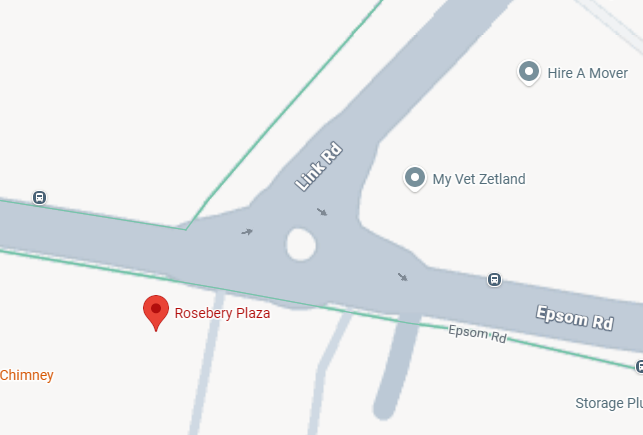 Hire A Mover
Link Rd
My Vet Zetland
Rosebery Plaza
Epsom Rd
Epsom Rd
Chimney
Storage Plu